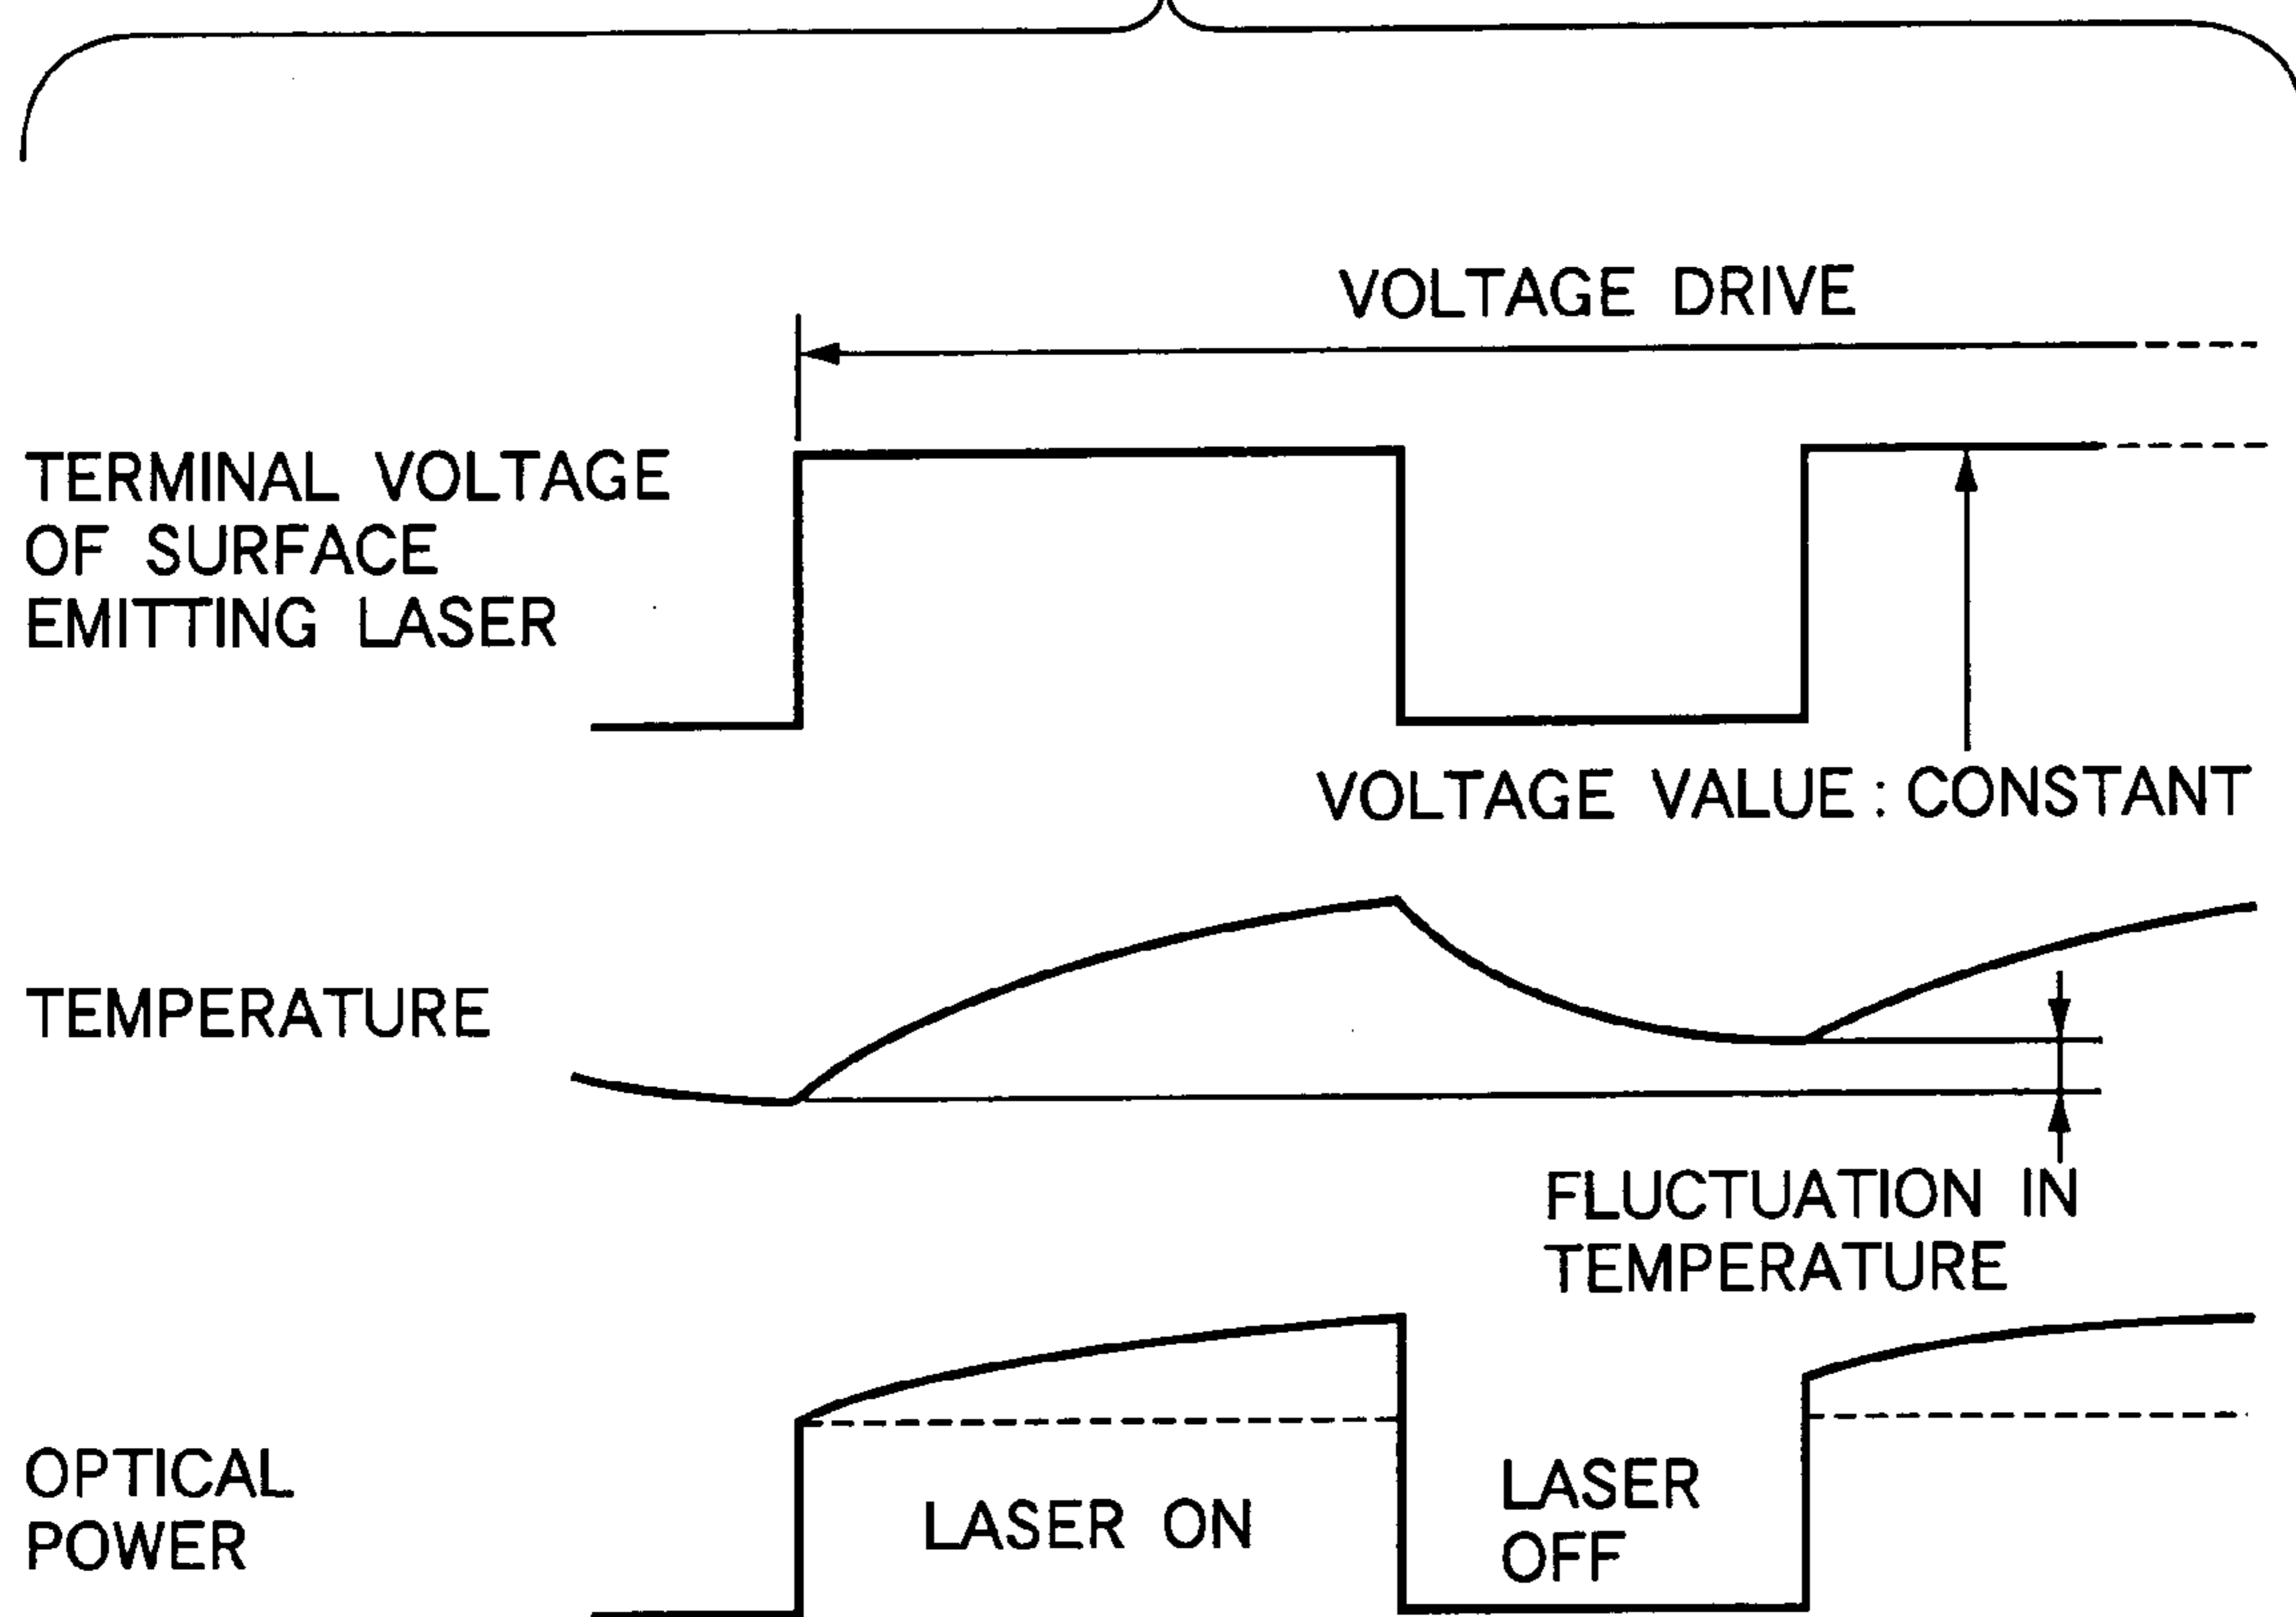 VOLTAGE DRIVE
TERMINAL VOLTAGE
OF SURFACE
EMITTING LASER
VOLTAGE VALUE : CONSTANT
TEMPERATURE
FLUCTUATION IN
TEMPERATURE
OPTICAL
POWER
LASER ON
LASER
OFF